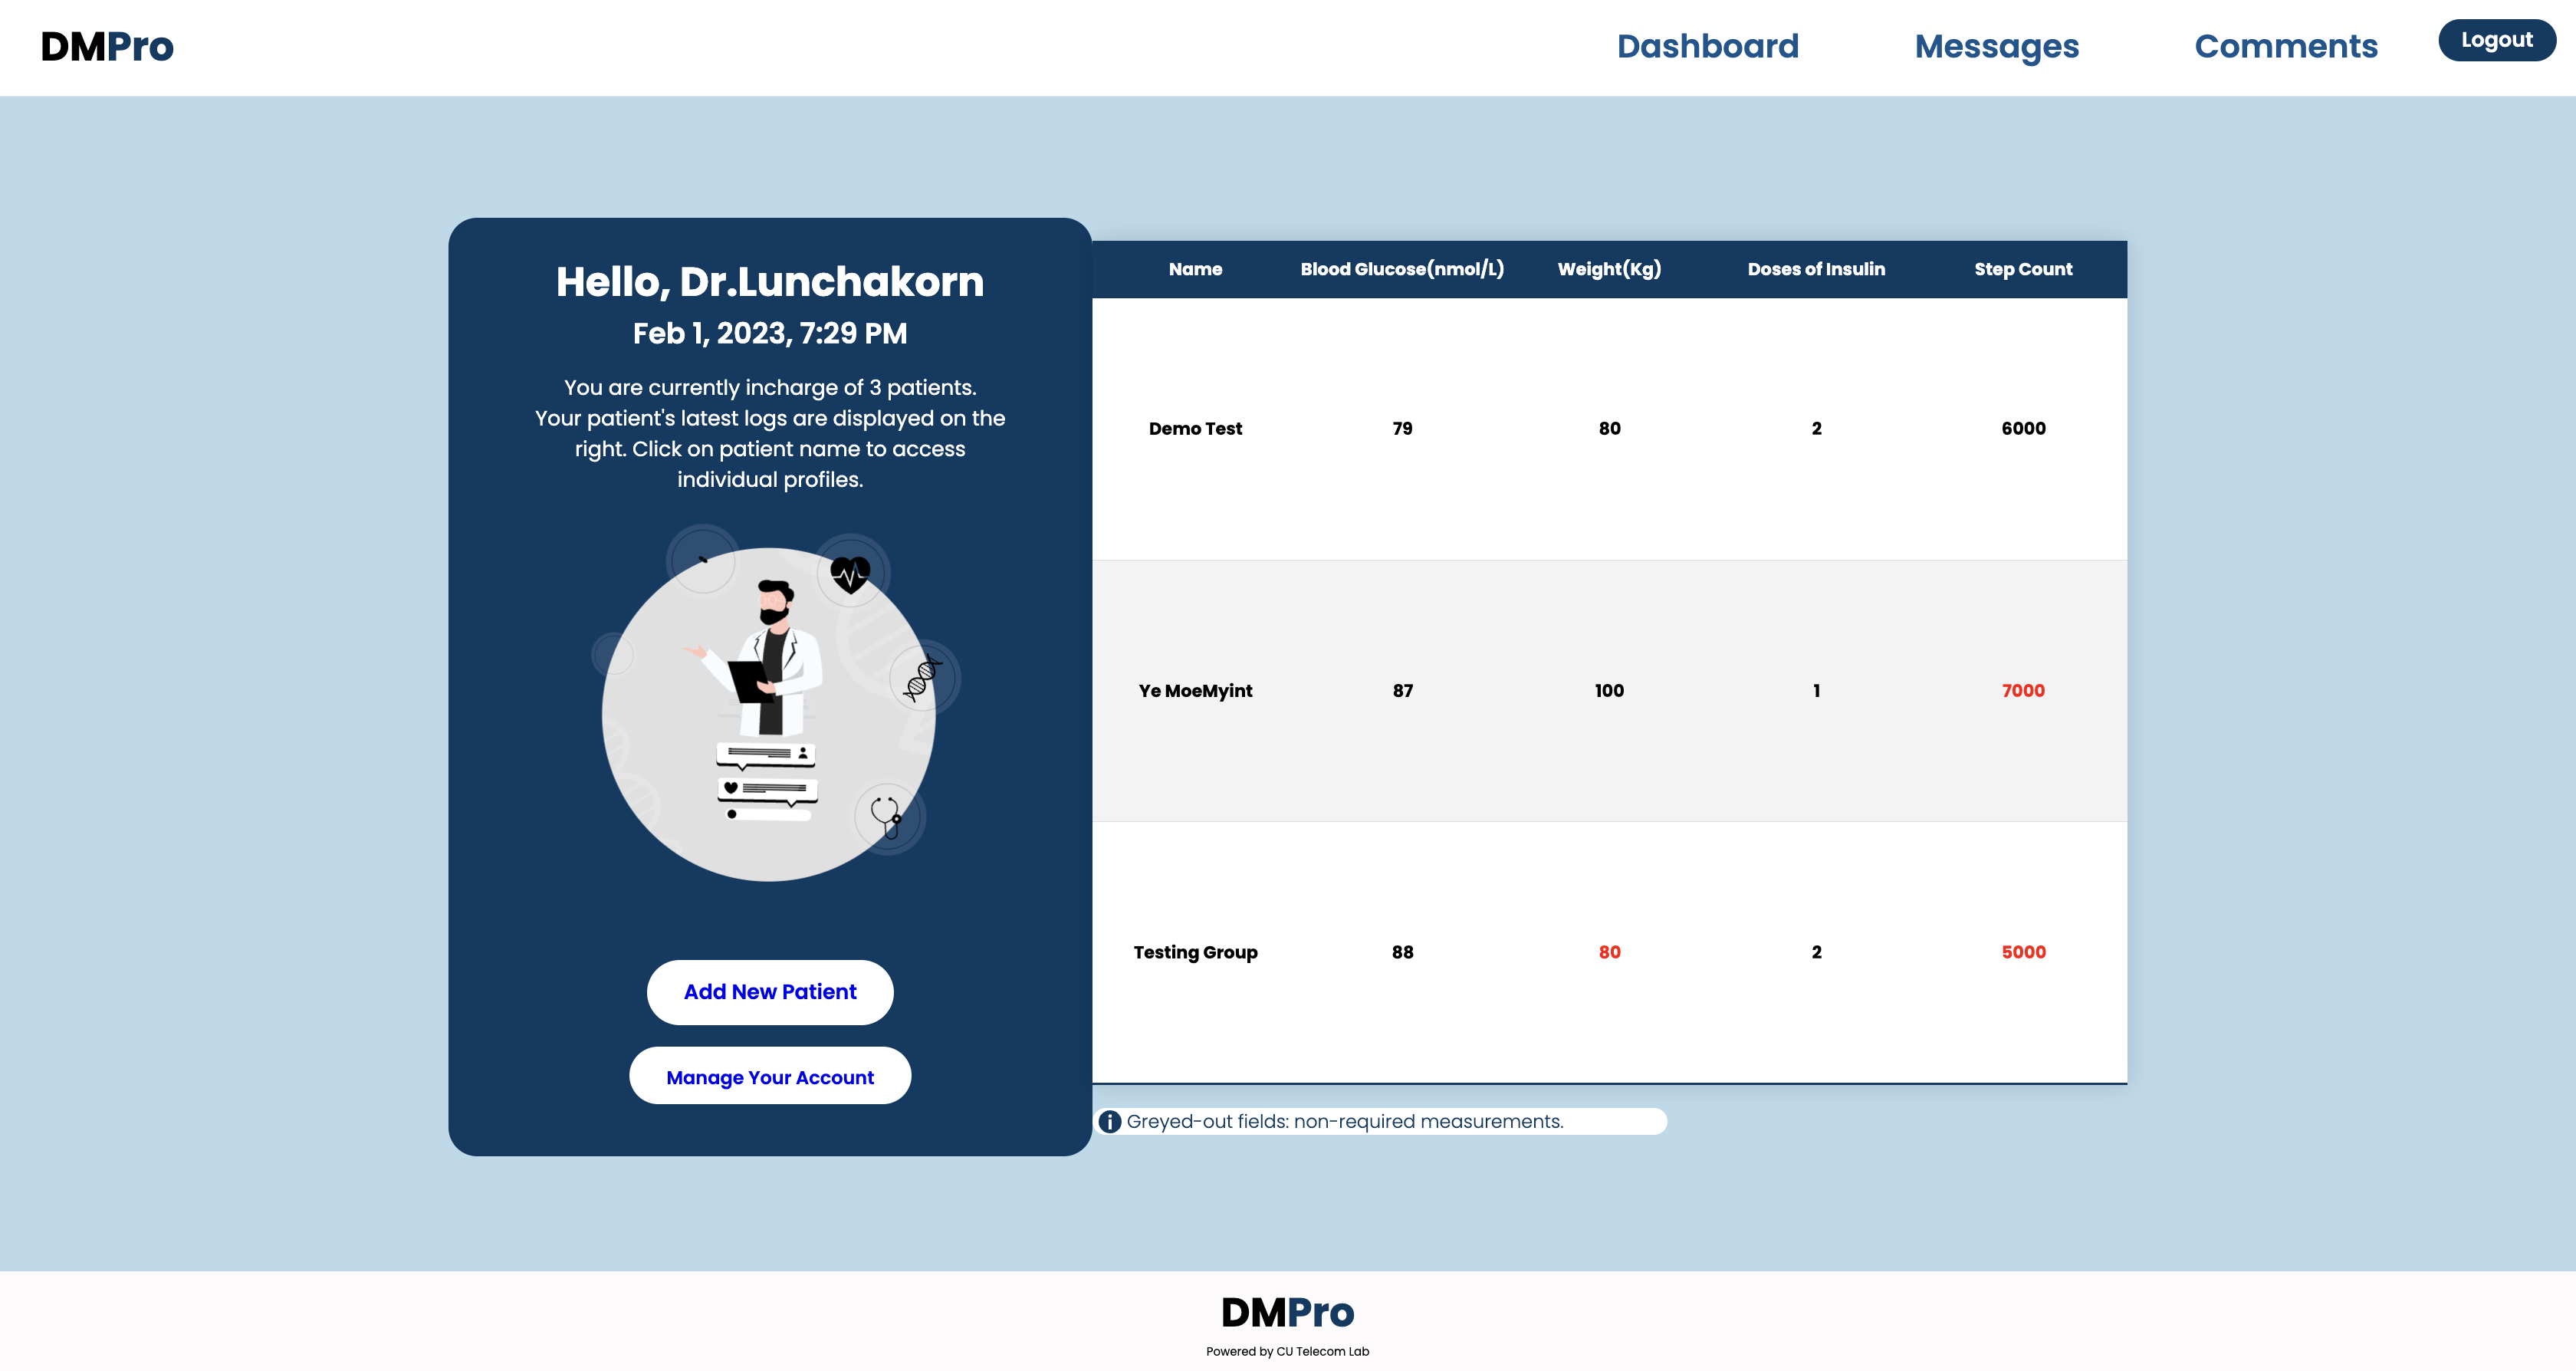 DMPro
Dashboard Messages Comments Logout
Hello, Dr.Lunchakorn
Feb 1, 2023, 7:29 PM
You are currently incharge of 3 patients.
Your patient's latest logs are displayed on the
right. Click on patient name to access
individual profiles.
Add New Patient
Manage Your Account
Name Blood Glucose(nmol/L) Weight(Kg) Doses of Insulin Step Count
Demo Test 79 80 2 6000
Ye MoeMyint 87 100 1 7000
Testing Group 88 80 2 5000
Greyed-out fields: non-required measurements.
DMPro
Powered by CU Telecom Lab